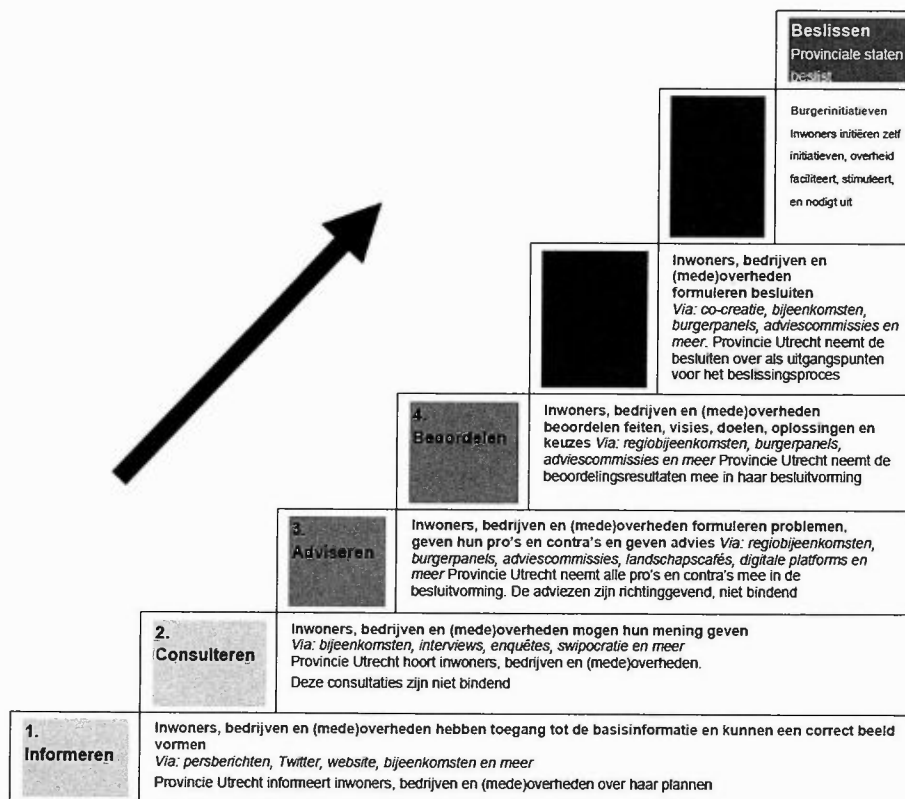 Beslissen
Provinciale staten
beslist
Burgerinitiatieven
Inwoners initiëren zelf
initiatieven, overheid
faciliteert, stimuleert,
en nodigt uit
Inwoners, bedrijven en
(mede)overheden
formuleren besluiten
Via: co-creatie, bijeenkomsten,
burgerpanels, adviescommissies en
meer. Provincie Utrecht neemt de
besluiten over als uitgangspunten
voor het beslissingsproces
4.
Beoordelen
Inwoners, bedrijven en (mede)overheden
beoordelen feiten, visies, doelen, oplossingen en
keuzes Via: regiobijeenkomsten, burgerpanels,
adviescommissies en meer Provincie Utrecht neemt de
beoordelingsresultaten mee in haar besluitvorming
3.
Adviseren
Inwoners, bedrijven en (mede)overheden formuleren problemen,
geven hun pro's en contra's en geven advies Via: regiobijeenkomsten,
burgerpanels, adviescommissies, landschapscafés, digitale platforms en
meer Provincie Utrecht neemt alle pro's en contra's mee in de
besluitvorming. De adviezen zijn richtinggevend, niet bindend
2.
Consulteren
Inwoners, bedrijven en (mede)overheden mogen hun mening geven
Via: bijeenkomsten, interviews, enquêtes, swipocratie en meer
Provincie Utrecht hoort inwoners, bedrijven en (mede)overheden.
Deze consultaties zijn niet bindend
1.
Informeren
Inwoners, bedrijven en (mede)overheden hebben toegang tot de basisinformatie en kunnen een correct beeld
vormen
Via: persberichten, Twitter, website, bijeenkomsten en meer
Provincie Utrecht informeert inwoners, bedrijven en (mede)overheden over haar plannen